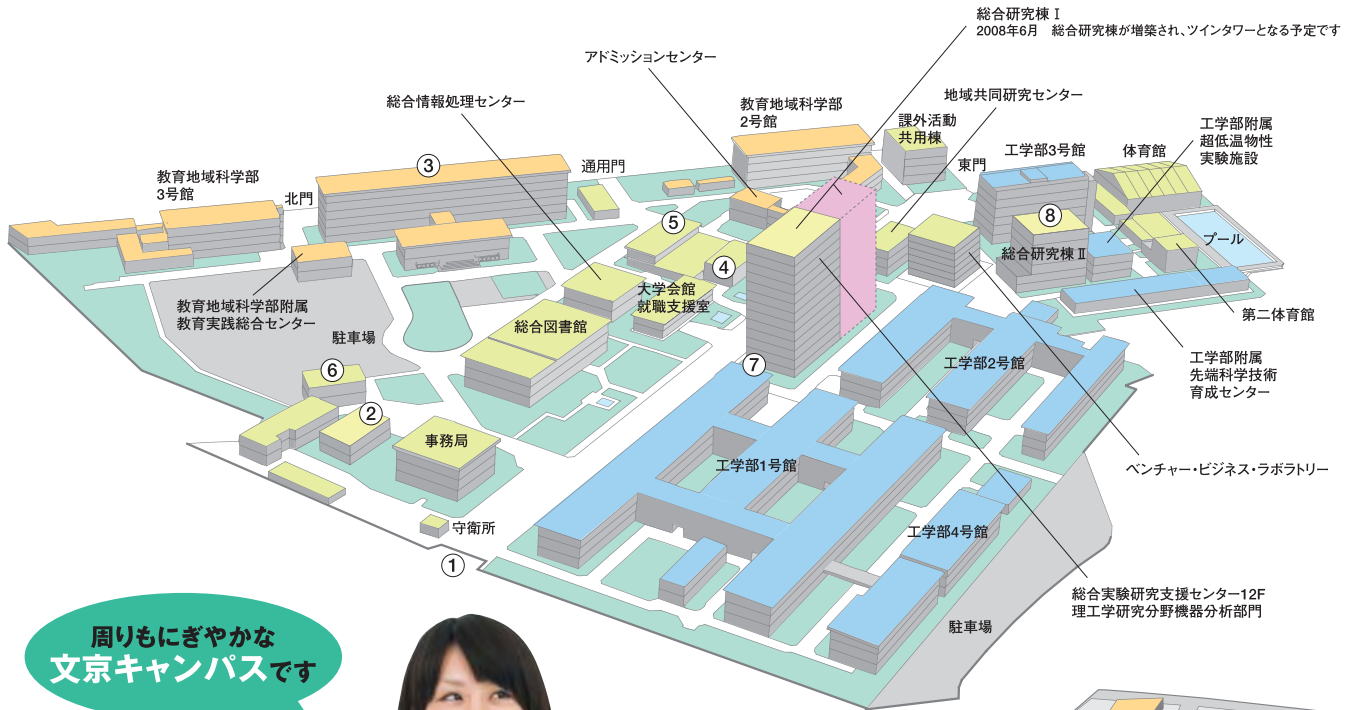 総合研究棟Ⅰ
2008年6月 総合研究棟が増築され、ツインタワーとなる予定です
アドミッションセンター
総合情報処理センター
教育地域科学部
2号館
地域共同研究センター
課外活動
共用棟
工学部附属
超低温物性
実験施設
東門
工学部3号館
体育館
③
通用門
教育地域科学部
3号館
北門
⑤
④
⑧
総合研究棟Ⅱ
プール
教育地域科学部附属
教育実践総合センター
駐車場
大学会館
就職支援室
総合図書館
第二体育館
工学部附属
先端科学技術
育成センター
⑥
⑦
工学部2号館
②
事務局
工学部1号館
ベンチャー・ビジネス・ラボラトリー
守衛所
①
工学部4号館
総合実験研究支援センター12F
理工学研究分野機器分析部門
駐車場
周りもにぎやかな
文京キャンパスです